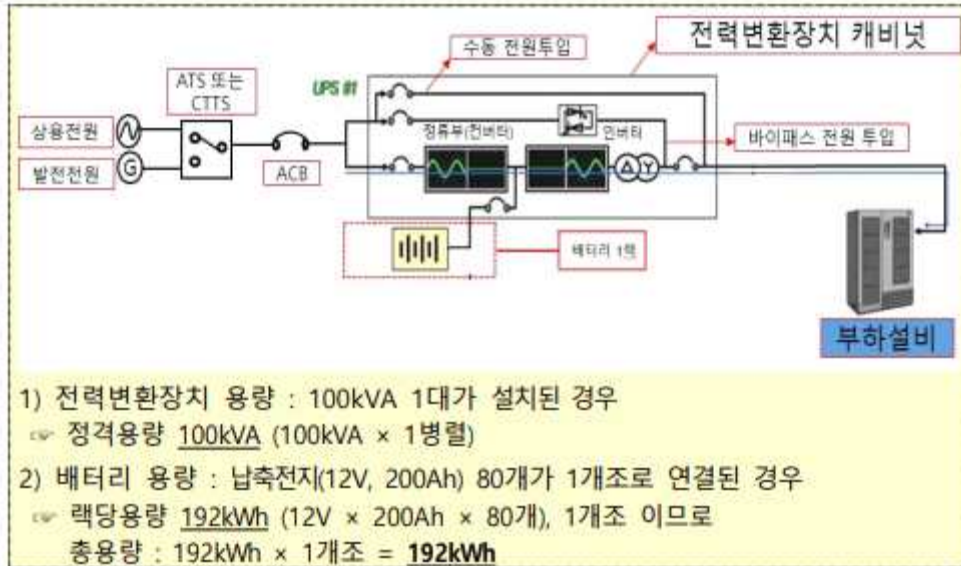 전력변환장치 캐비넛
수동 전원투입
ATS 또는
CTTS
UPS #1
상용전원
정류부(컨버터)
인버터
바이패스 전원 투입
발전전원
G
ACB
배터리 1랙
부하설비
1) 전력변환장치 용량 : 100kVA 1대가 설치된 경우
☞ 정격용량 100kVA (100kVA × 1병렬)
2) 배터리 용량 : 납축전지(12V, 200Ah) 80개가 1개조로 연결된 경우
☞ 랙당용량 192kWh (12V × 200Ah × 80개), 1개조 이므로
총용량 : 192kWh × 1개조 = 192kWh